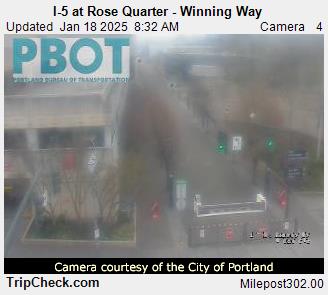 I-5 at Rose Quarter - Winning Way
Updated  Jan 18 2025  8:32 AM
Camera  4
PBOT
PORTLAND BUREAU OF TRANSPORTATION
Camera courtesy of the City of Portland
TripCheck.com
Milepost302.00